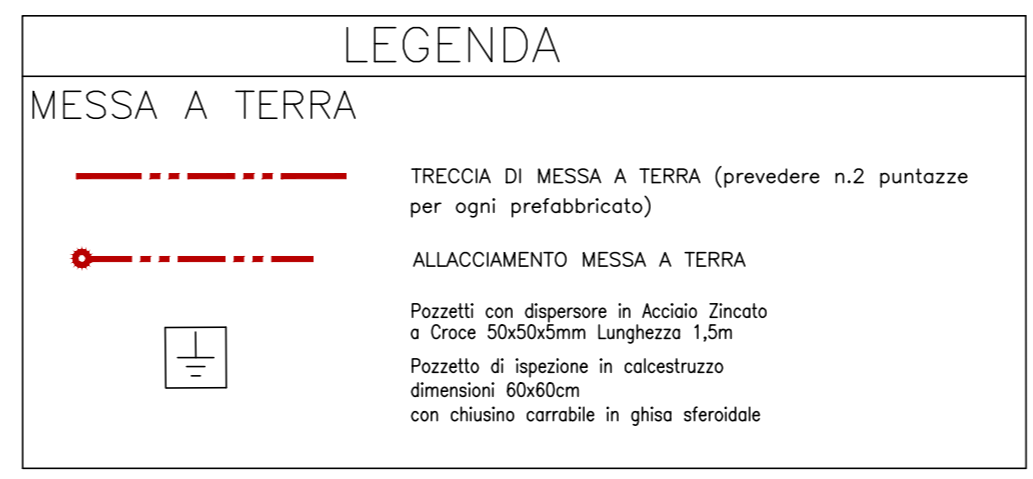 LEGENDA
MESSA A TERRA
TRECCIA DI MESSA A TERRA (prevedere n.2 puntazze
per ogni prefabbricato)
ALLACCIAMENTO MESSA A TERRA
Pozzetti con dispersore in Acciaio Zincato
a Croce 50x50x5mm Lunghezza 1,5m
Pozzetto di ispezione in calcestruzzo
dimensioni 60x60cm
con chiusino carrabile in ghisa sferoidale